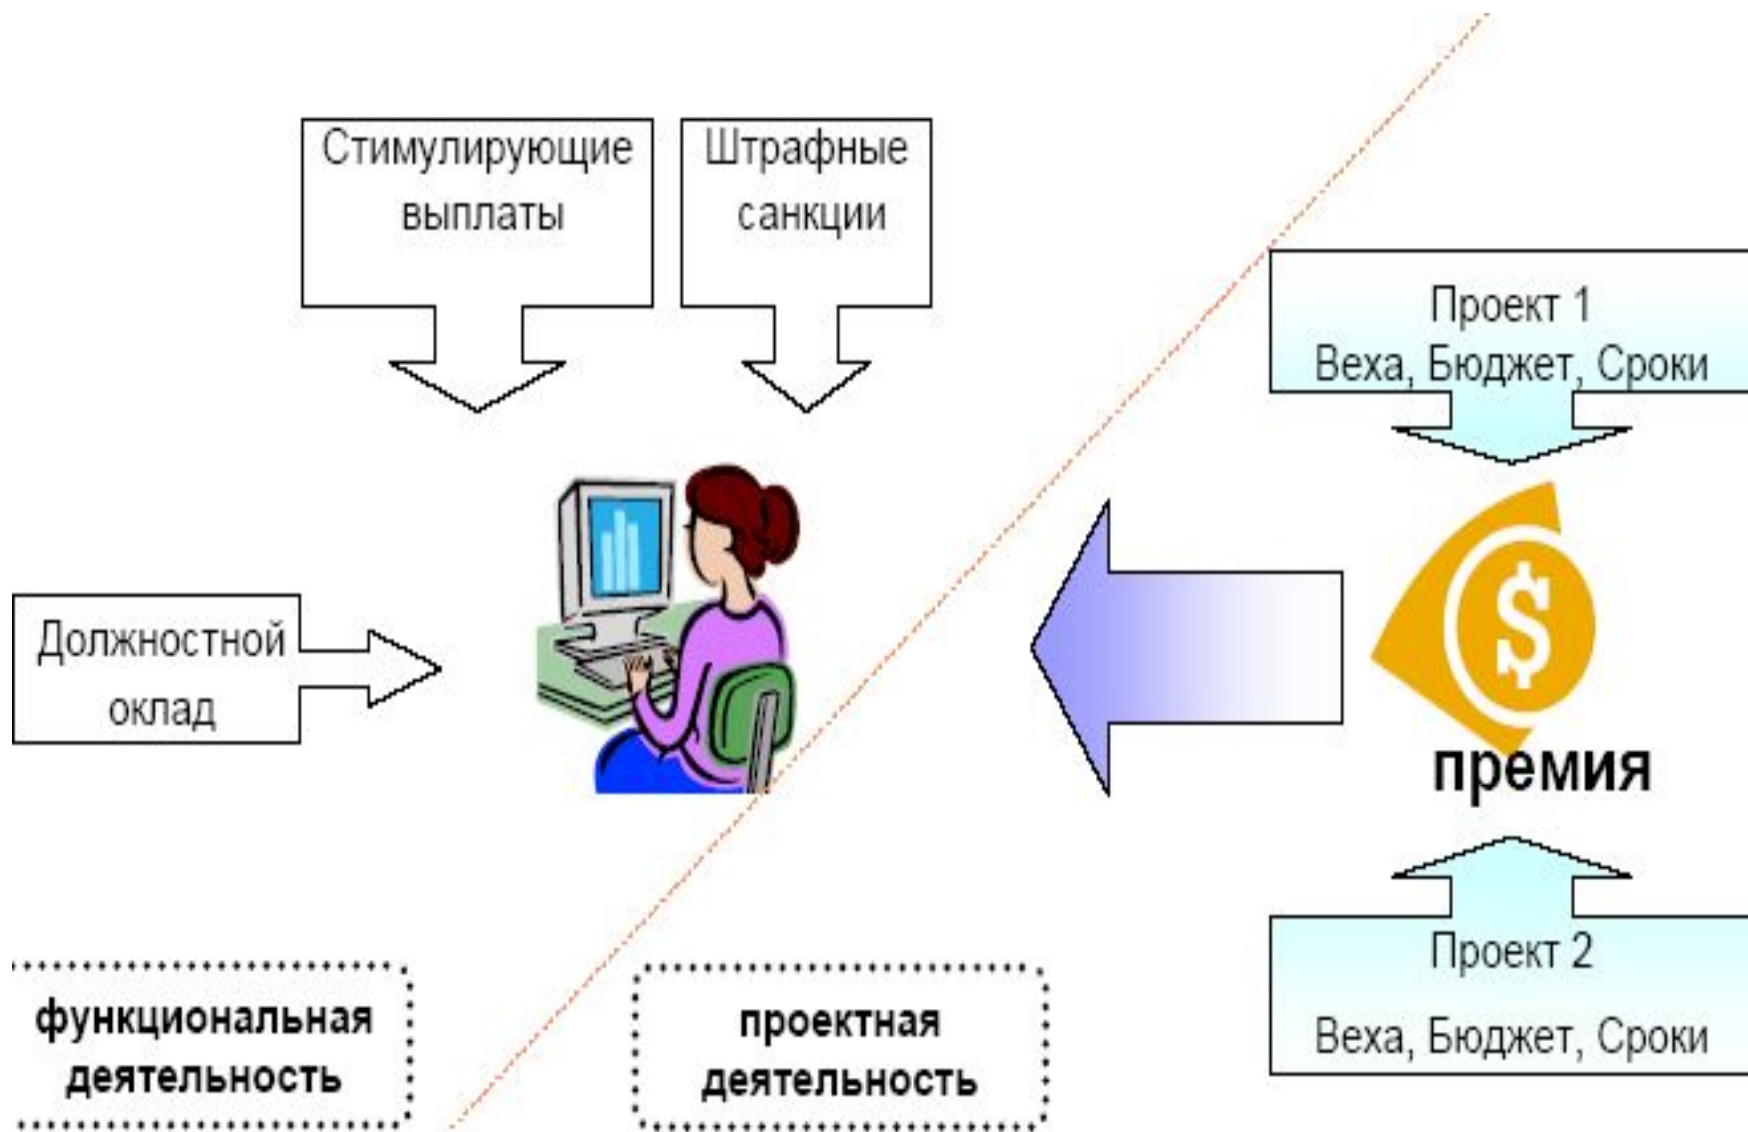 Стимулирующие
выплаты
Штрафные
санкции
Проект 1
Веха, Бюджет, Сроки
$
Должностной
оклад
премия
Проект 2
Веха, Бюджет, Сроки
функциональная
деятельность
проектная
деятельность